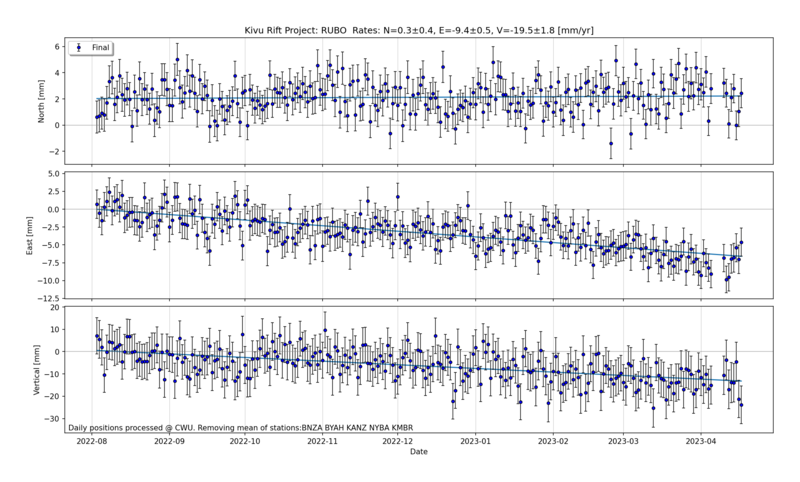 Kivu Rift Project: RUBO Rates: N=0.3±0.4, E=-9.4±0.5, V=-19.5±1.8 [mm/yr]
Final
North [mm]
6
4
2
0
−2
East [mm]
5.0
2.5
0.0
−2.5
−5.0
−7.5
−10.0
−12.5
Vertical [mm]
20
10
0
−10
−20
−30
Daily positions processed @ CWU. Removing mean of stations:BNZA BYAH KANZ NYBA KMBR
2022-08 2022-09 2022-10 2022-11 2022-12 2023-01 2023-02 2023-03 2023-04
Date